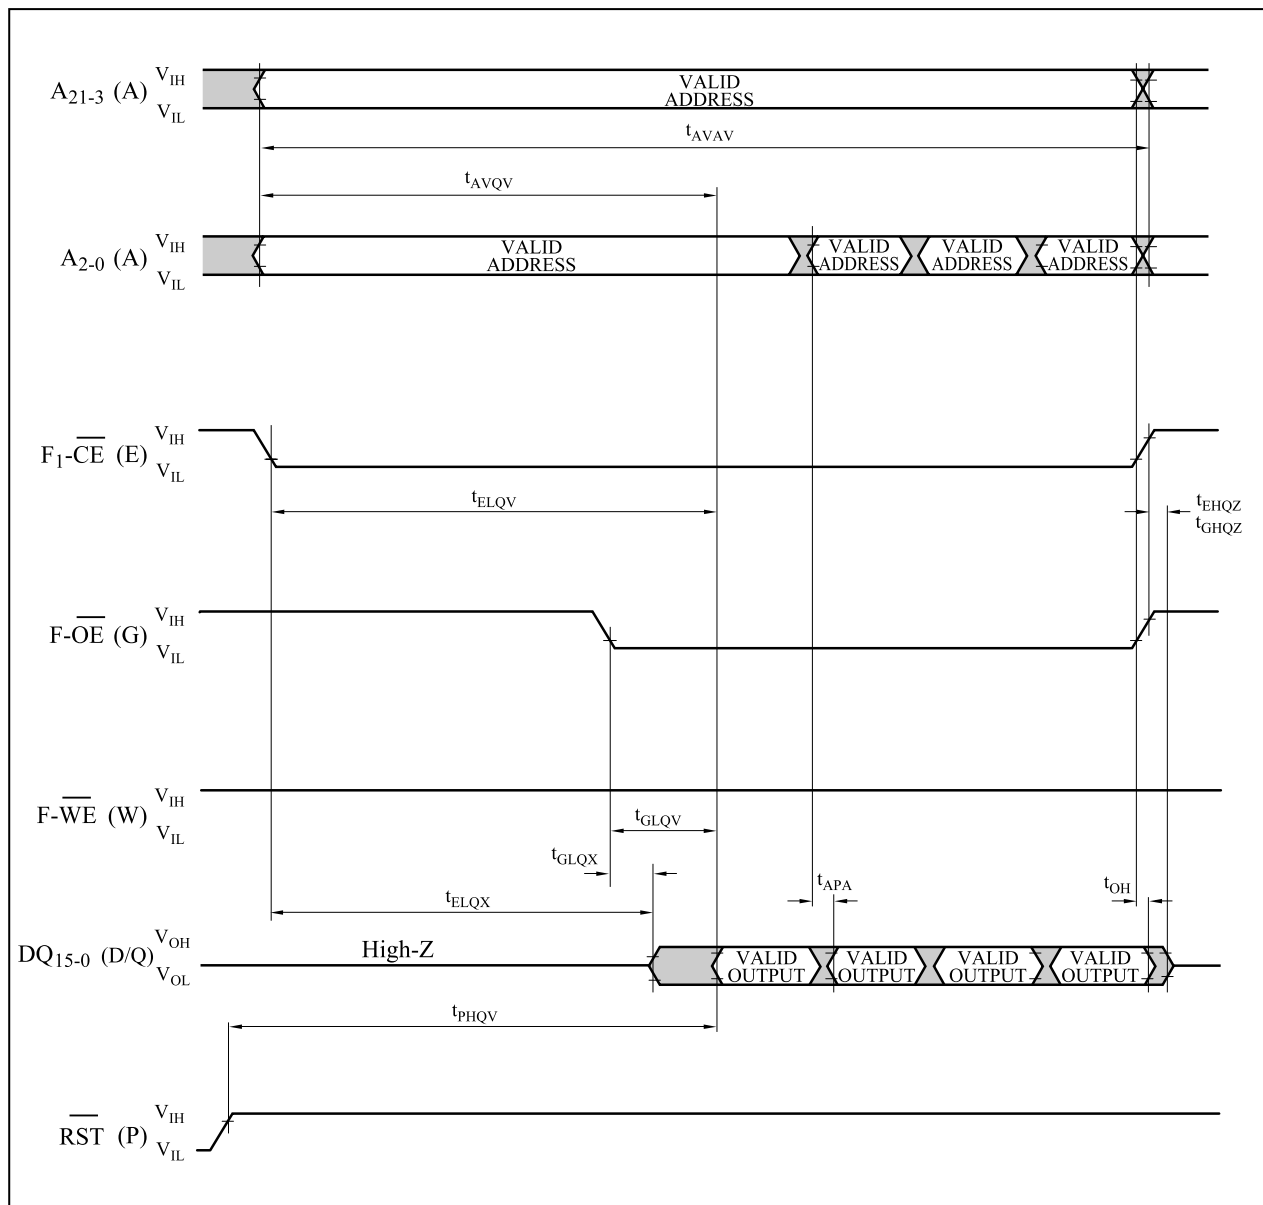 A21-3 (A) VIH VIL
VALID
ADDRESS
tAVAV
tAVQV
A2-0 (A) VIH VIL
VALID
ADDRESS
VALID
ADDRESS
VALID
ADDRESS
VALID
ADDRESS
F1-CE (E) VIH VIL
tELQV
tEHQZ
tGHQZ
F-OE (G) VIH VIL
F-WE (W) VIH VIL
tGLQV
tGLQX
tELQX
tAPA
tOH
DQ15-0 (D/Q) VOH VOL
High-Z
VALID
OUTPUT
VALID
OUTPUT
VALID
OUTPUT
VALID
OUTPUT
tPHQV
RST (P) VIH VIL